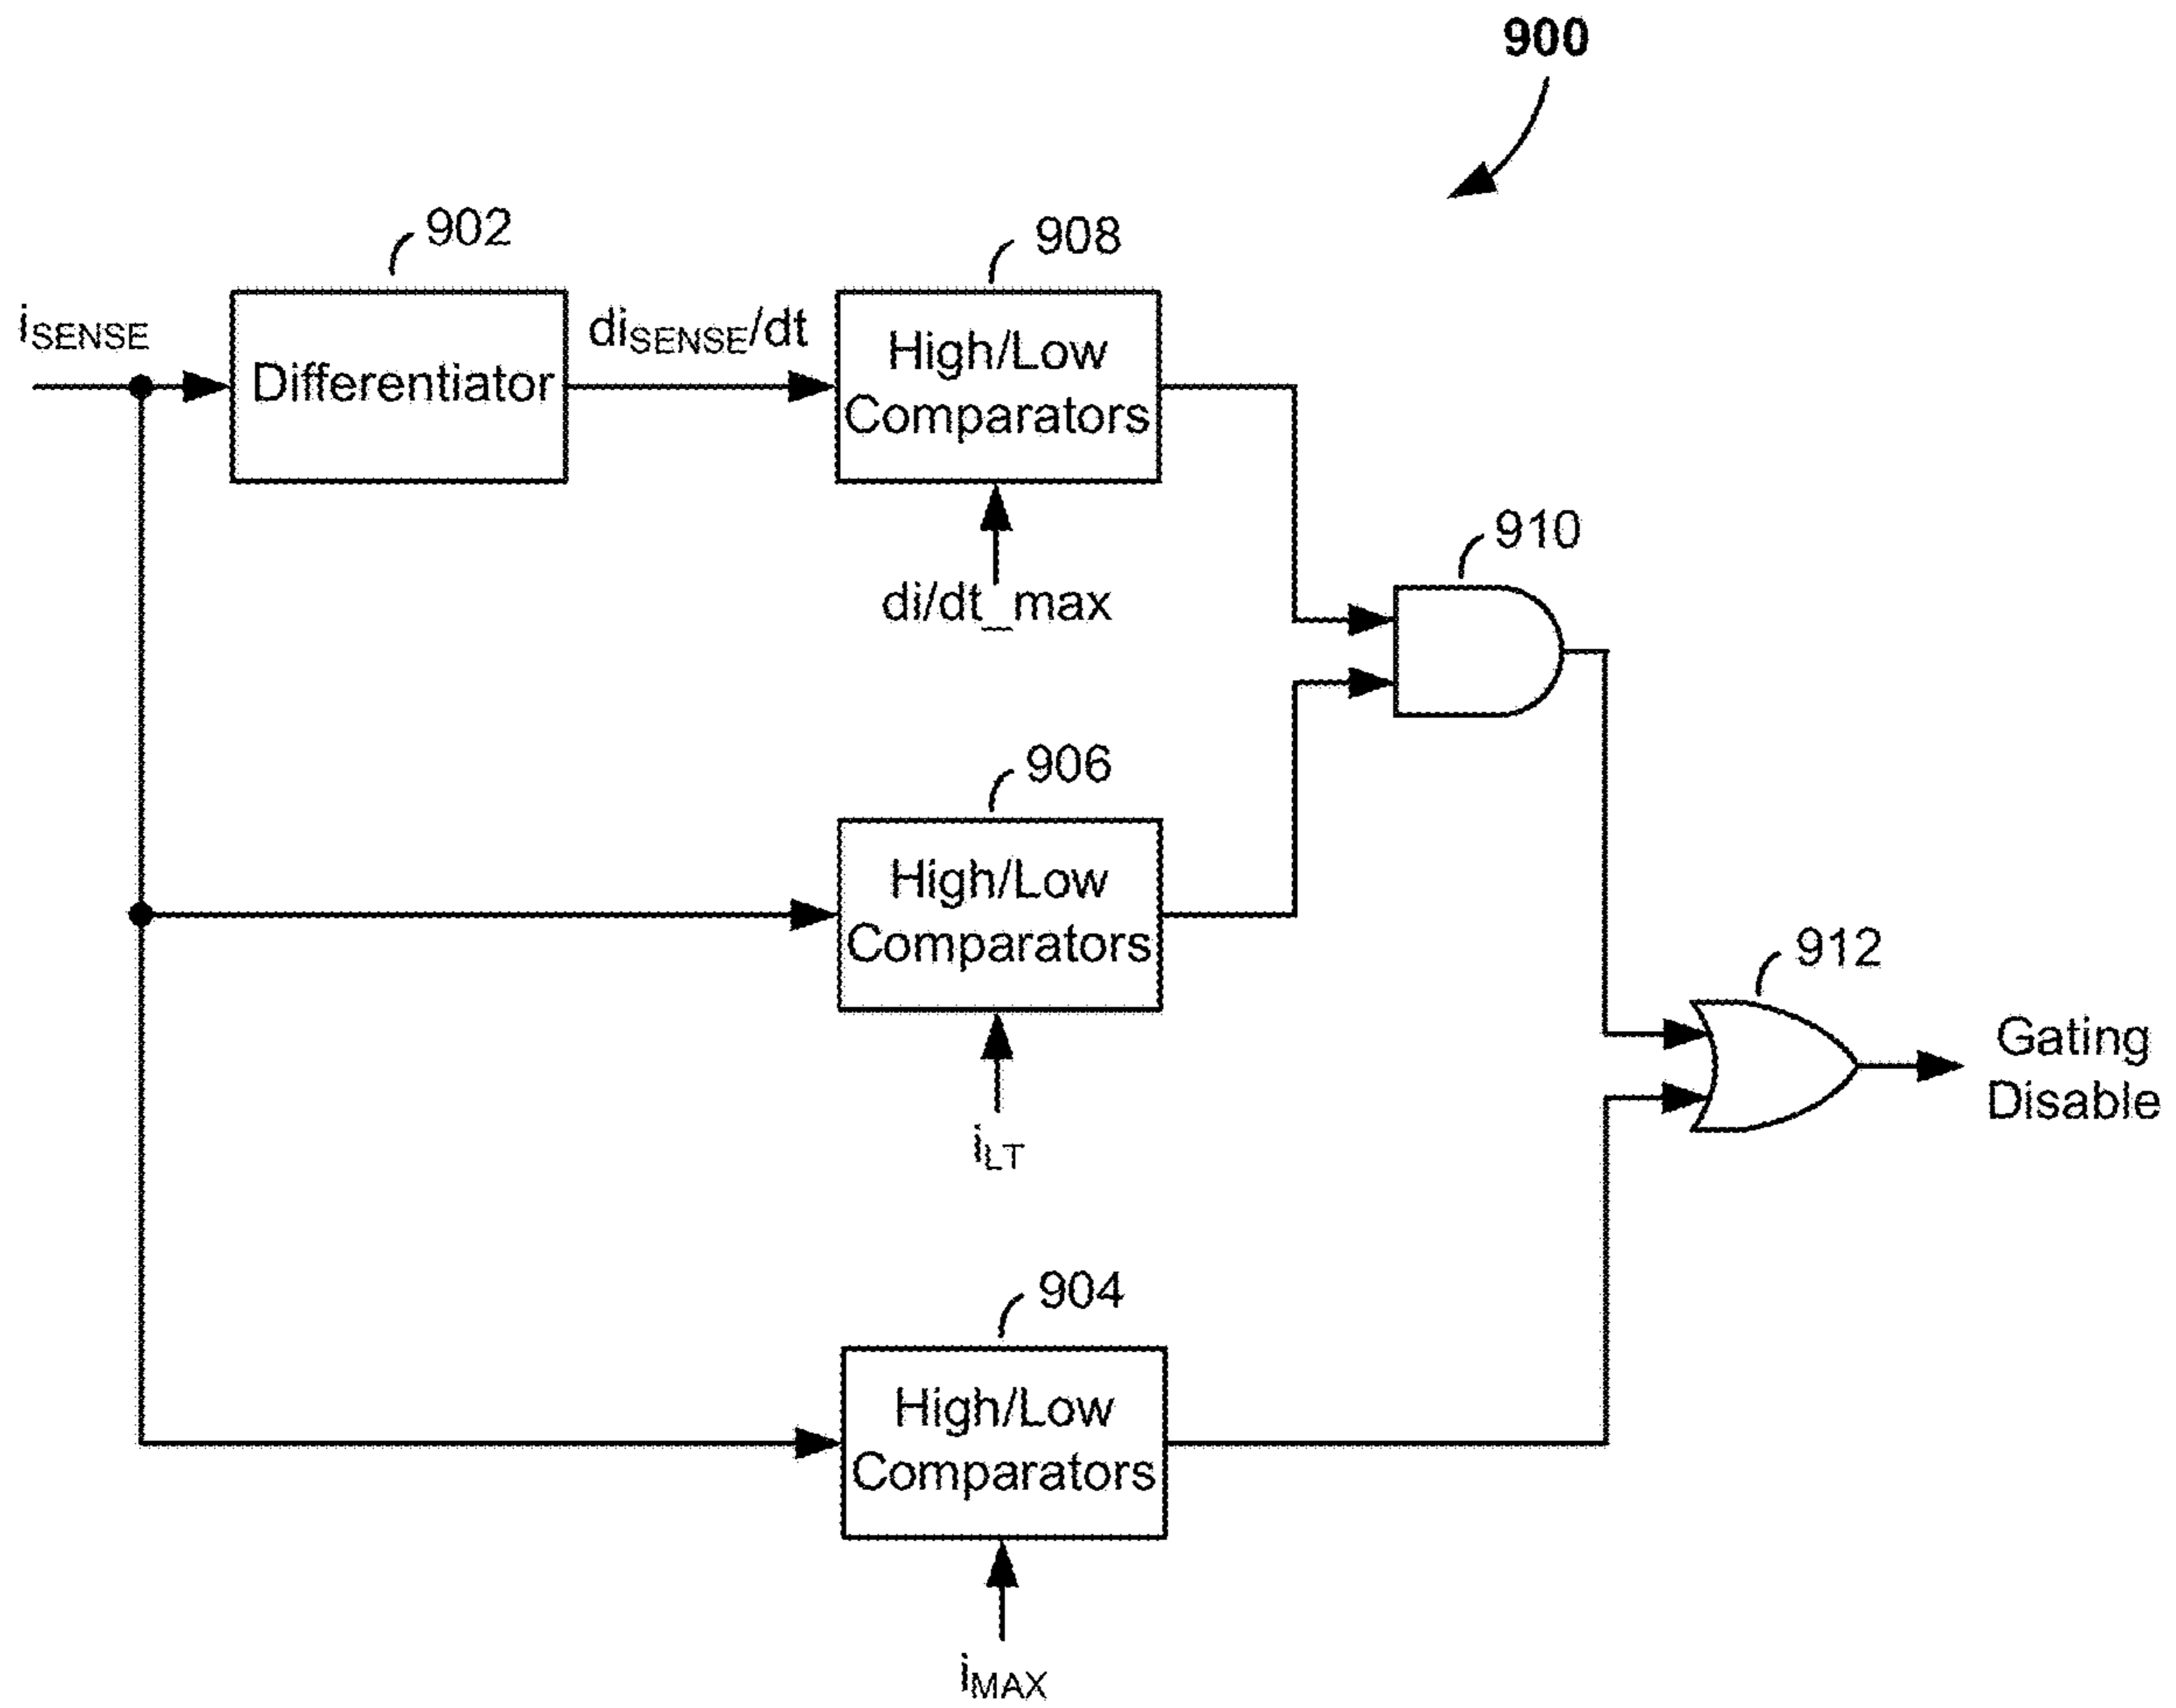 900
902
908
iSENSE
Differentiator
diSENSE/dt
High/Low
Comparators
di/dt_max
910
906
High/Low
Comparators
iLT
912
Gating
Disable
904
High/Low
Comparators
iMAX